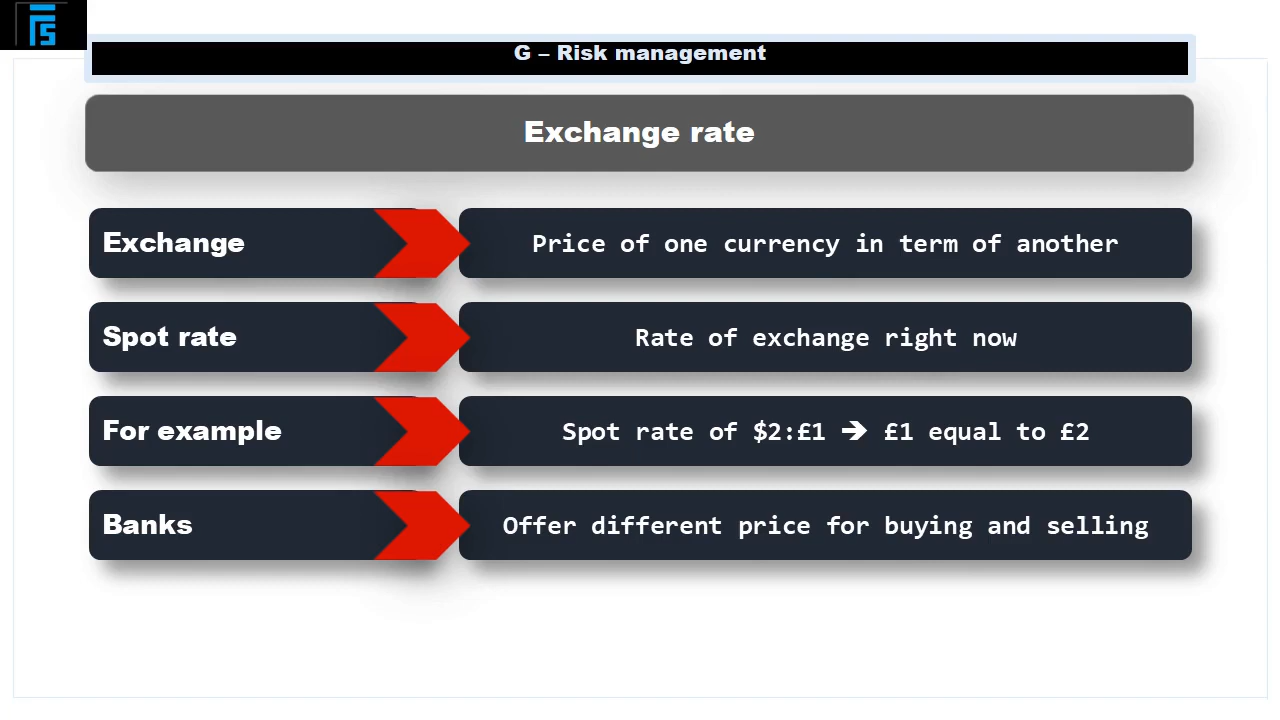 G – Risk management
Exchange rate
Exchange
Price of one currency in term of another
Spot rate
Rate of exchange right now
For example
Spot rate of $2:£1 ➔ £1 equal to £2
Banks
Offer different price for buying and selling